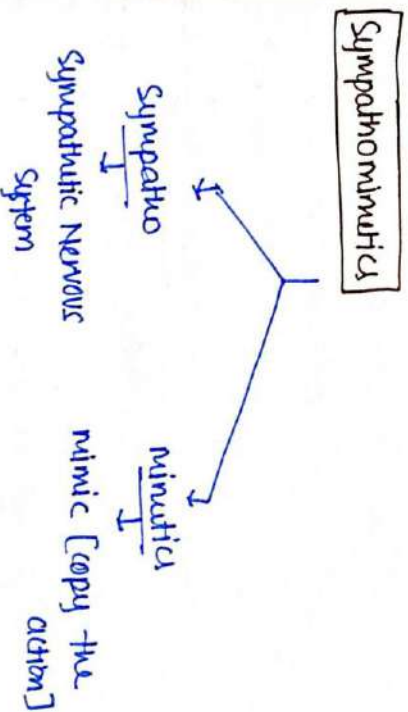 Sympathomimetics
Sympatho
mimetics
Sympathetic Nervous
System
mimic [copy the
action]